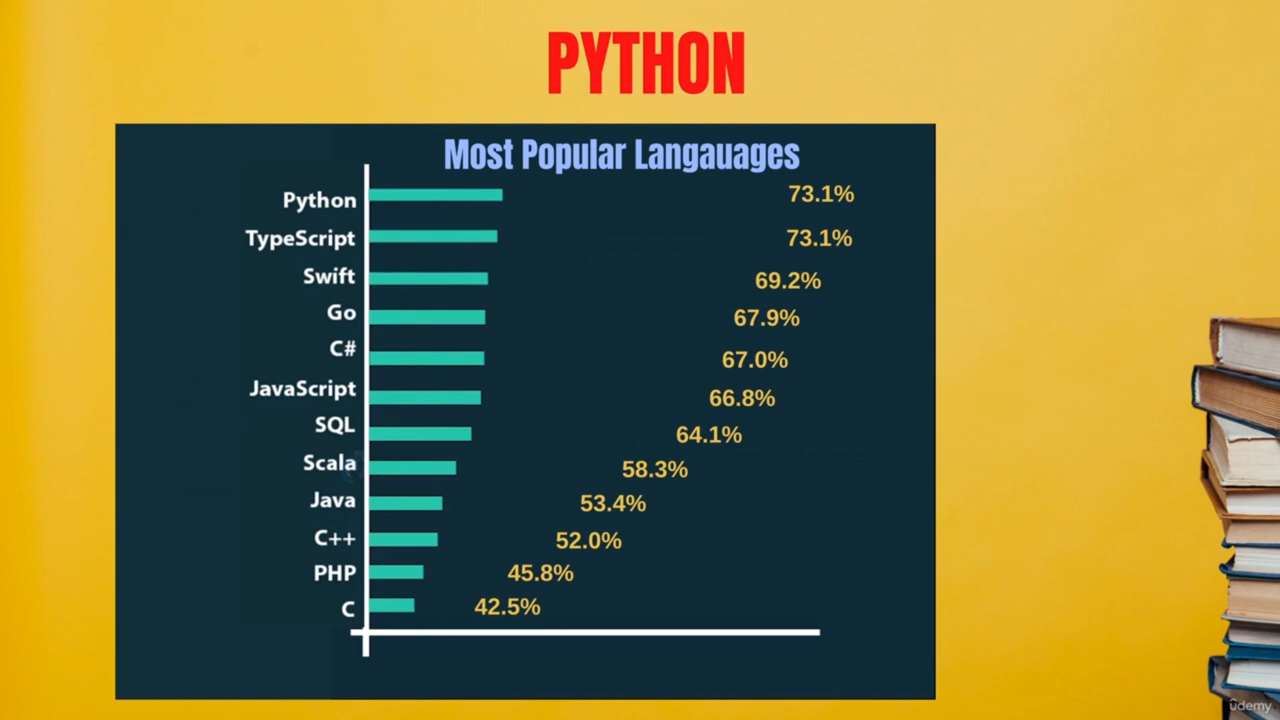 PYTHON
Most Popular Langauages
Python 73.1%
TypeScript 73.1%
Swift 69.2%
Go 67.9%
C# 67.0%
JavaScript 66.8%
SQL 64.1%
Scala 58.3%
Java 53.4%
C++ 52.0%
PHP 45.8%
C 42.5%
ûdemy